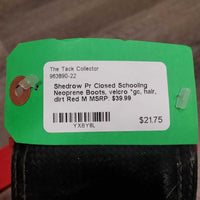 The Tack Collector
963890-22
Shedrow Pr Closed Schooling
Neoprene Boots, velcro *gc, hair,
dirt Red M MSRP: $39.99
YXBY8L
$21.75